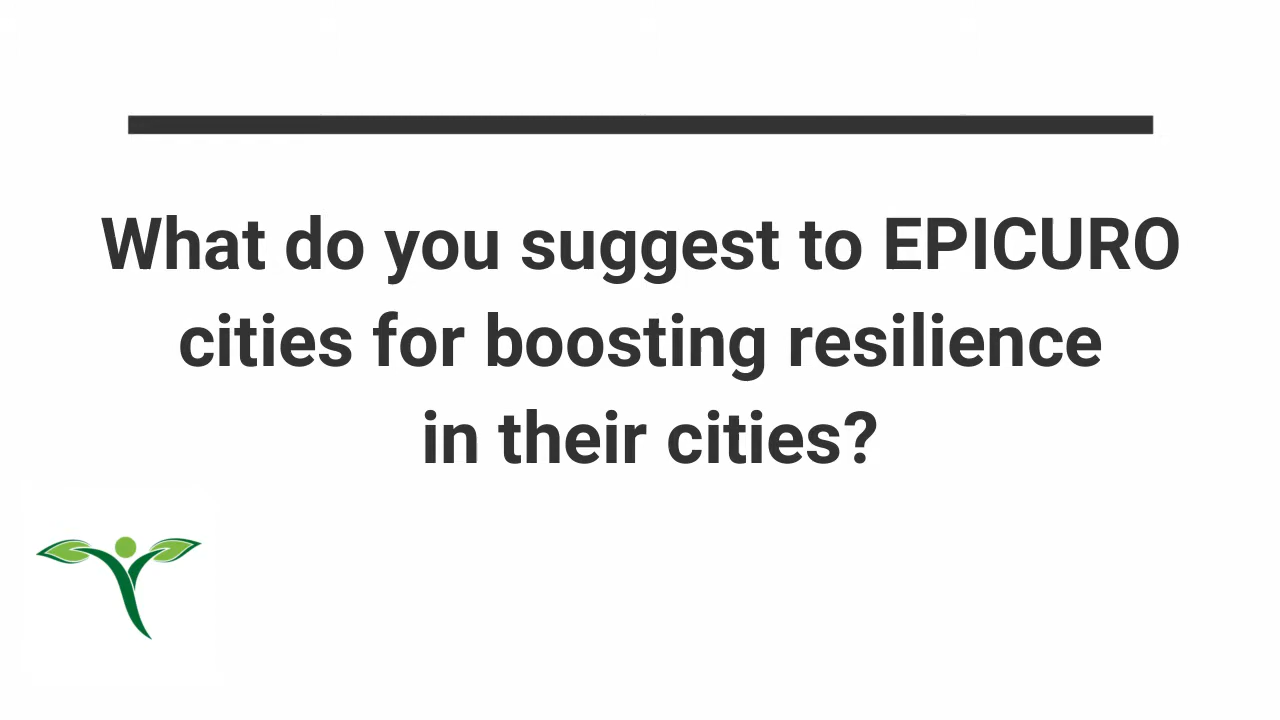 What do you suggest to EPICURO
cities for boosting resilience
in their cities?